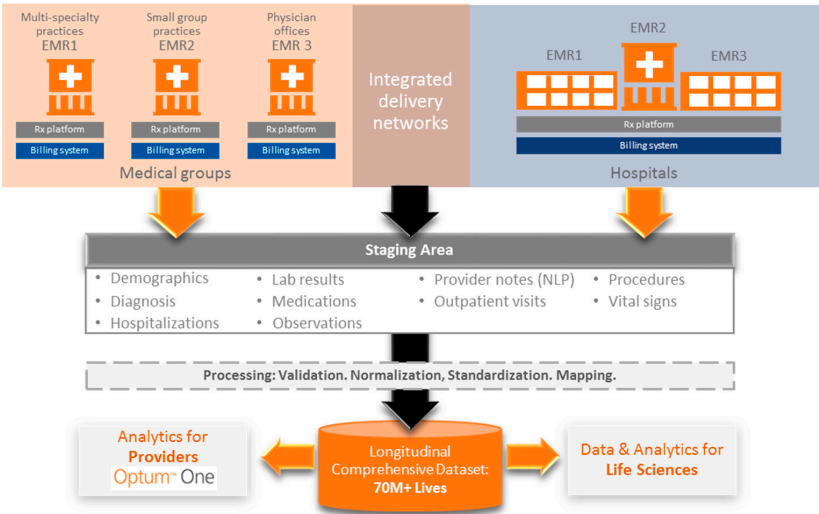 Multi-specialty
practices
EMR1
Small group
practices
EMR2
Physician
offices
EMR 3
Rx platform
Billing system
Rx platform
Billing system
Rx platform
Billing system
Medical groups
Integrated
delivery
networks
EMR1
EMR2
EMR3
Rx platform
Billing system
Hospitals
Staging Area
• Demographics
• Diagnosis
• Hospitalizations
• Lab results
• Medications
• Observations
• Provider notes (NLP)
• Outpatient visits
• Procedures
• Vital signs
Processing: Validation. Normalization, Standardization. Mapping.
Analytics for
Providers
Optum™ One
Longitudinal
Comprehensive Dataset:
70M+ Lives
Data & Analytics for
Life Sciences